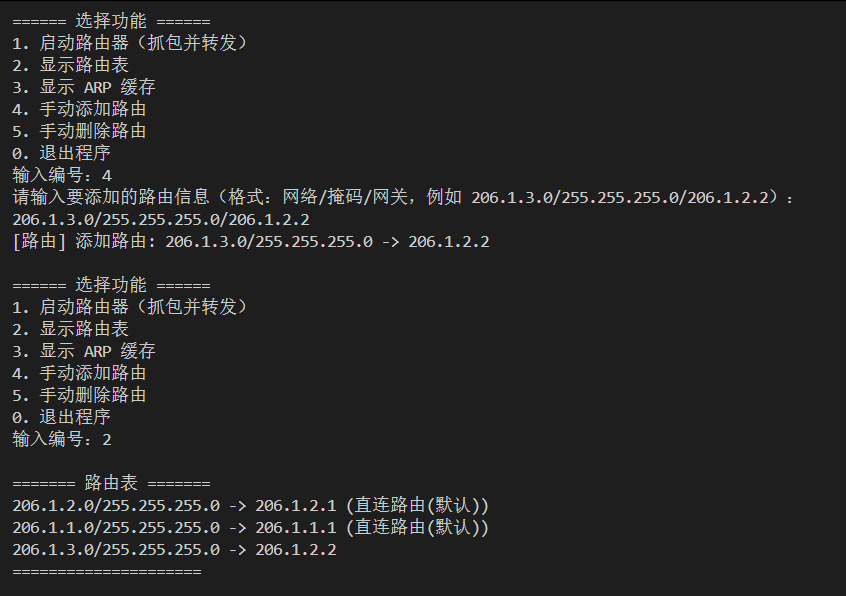 ====== 选择功能 ======
1. 启动路由器（抓包并转发）
2. 显示路由表
3. 显示 ARP 缓存
4. 手动添加路由
5. 手动删除路由
0. 退出程序
输入编号：4
请输入要添加的路由信息（格式：网络/掩码/网关，例如 206.1.3.0/255.255.255.0/206.1.2.2）：
206.1.3.0/255.255.255.0/206.1.2.2
[路由] 添加路由: 206.1.3.0/255.255.255.0 -> 206.1.2.2
====== 选择功能 ======
1. 启动路由器（抓包并转发）
2. 显示路由表
3. 显示 ARP 缓存
4. 手动添加路由
5. 手动删除路由
0. 退出程序
输入编号：2
======= 路由表 =======
206.1.2.0/255.255.255.0 -> 206.1.2.1 (直连路由(默认))
206.1.1.0/255.255.255.0 -> 206.1.1.1 (直连路由(默认))
206.1.3.0/255.255.255.0 -> 206.1.2.2
=====================